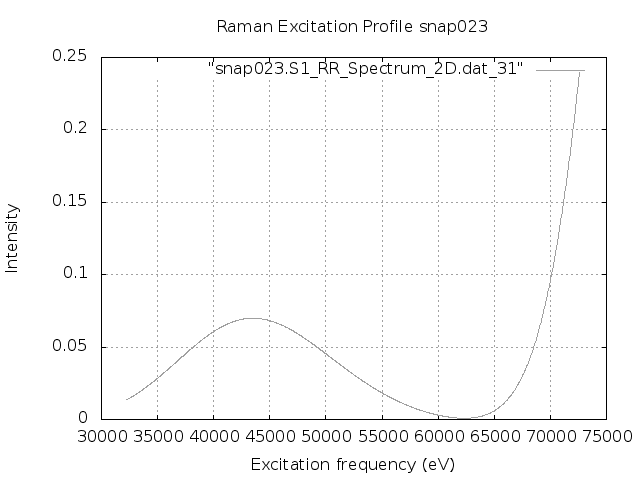 Raman Excitation Profile snap023
"snap023.S1_RR_Spectrum_2D.dat_31"
0.25
0.2
0.15
0.1
0.05
0
Intensity
30000 35000 40000 45000 50000 55000 60000 65000 70000 75000
Excitation frequency (eV)